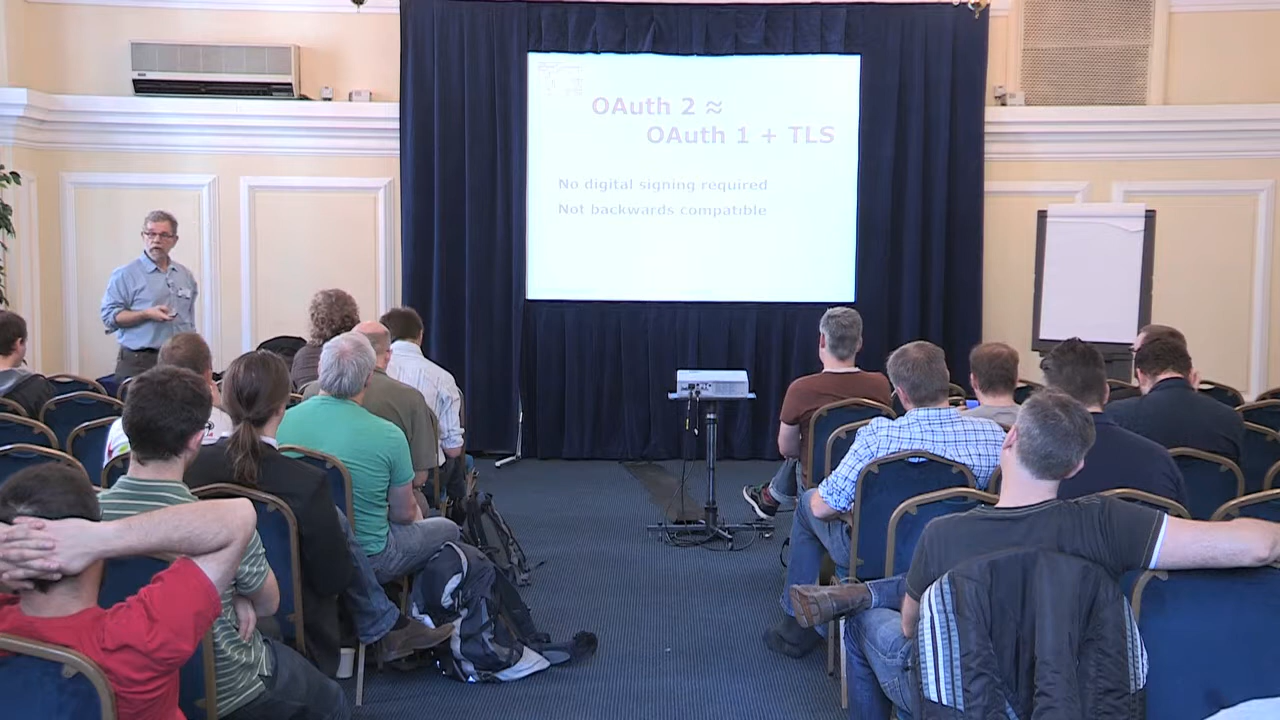 OAuth 2 ≈
OAuth 1 + TLS
No digital signing required
Not backwards compatible